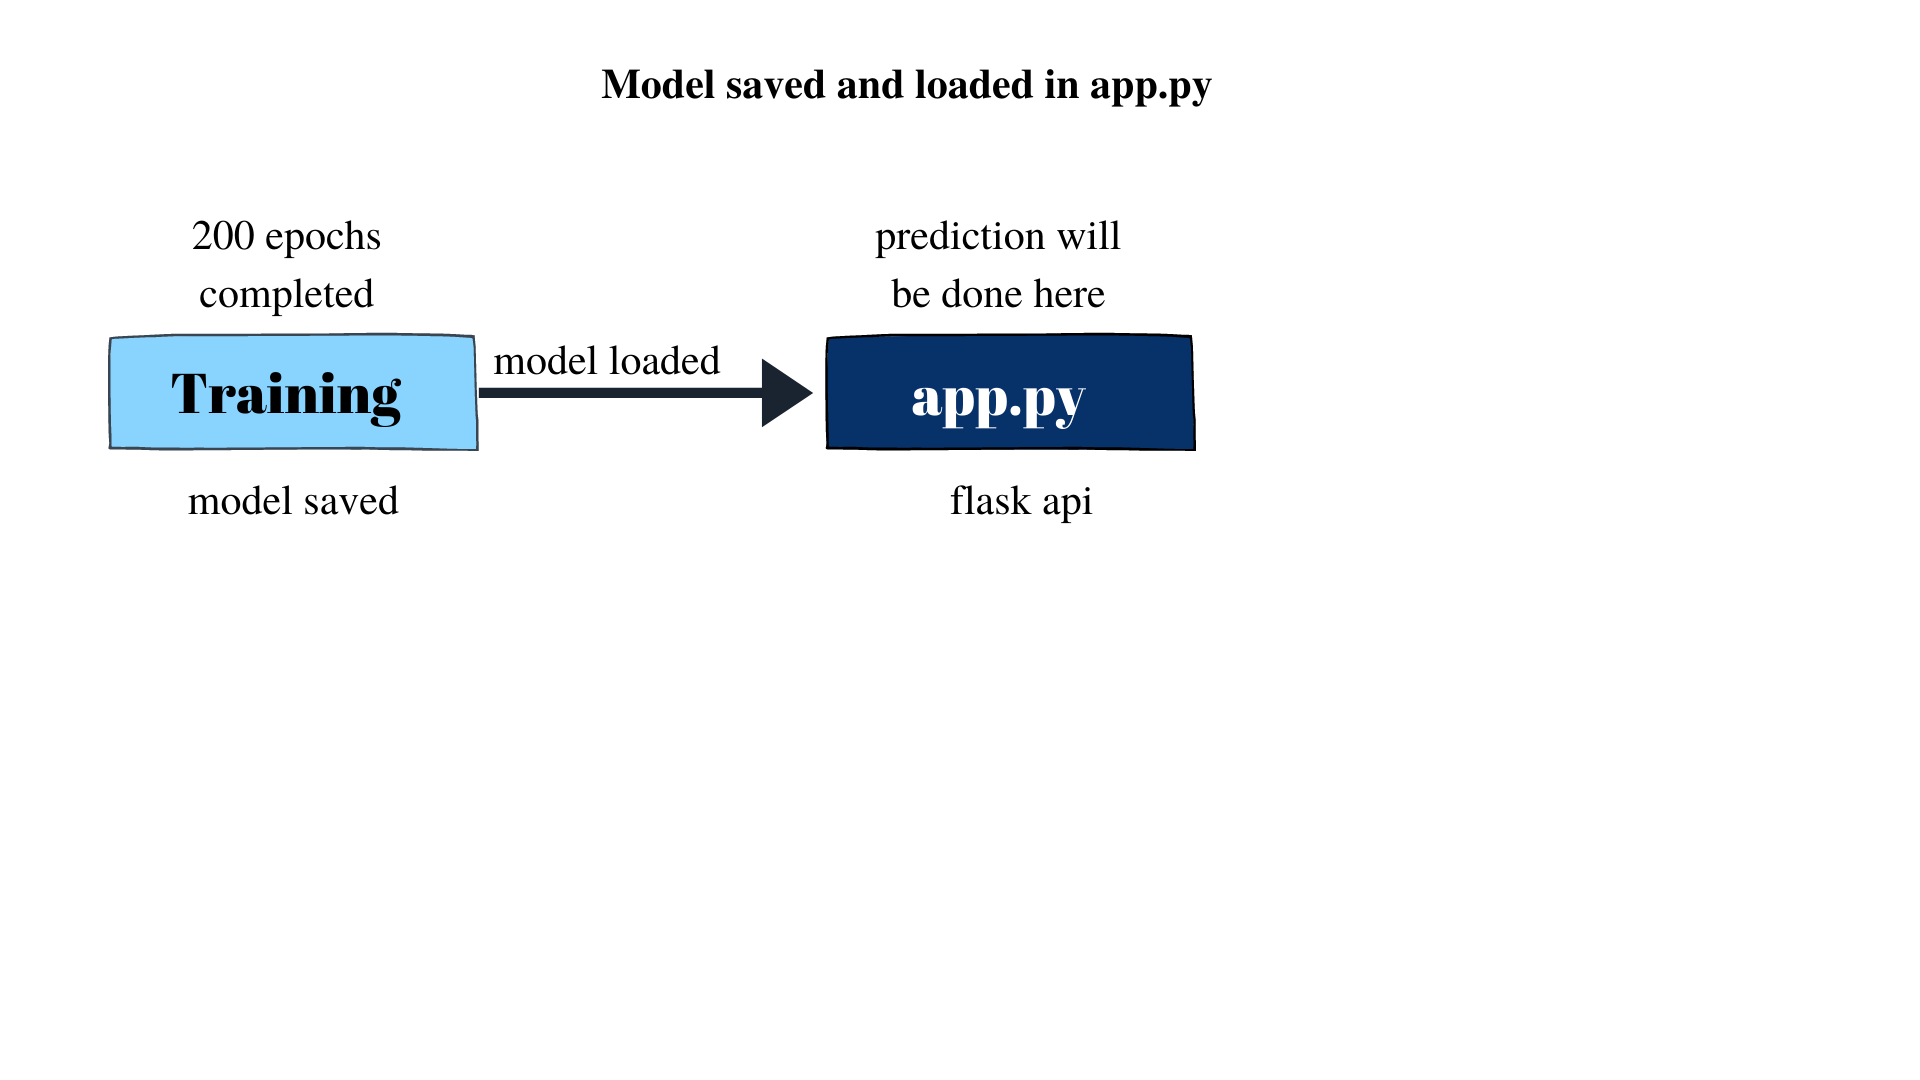 Model saved and loaded in app.py
200 epochs
completed
prediction will
be done here
Training
model loaded
app.py
model saved
flask api